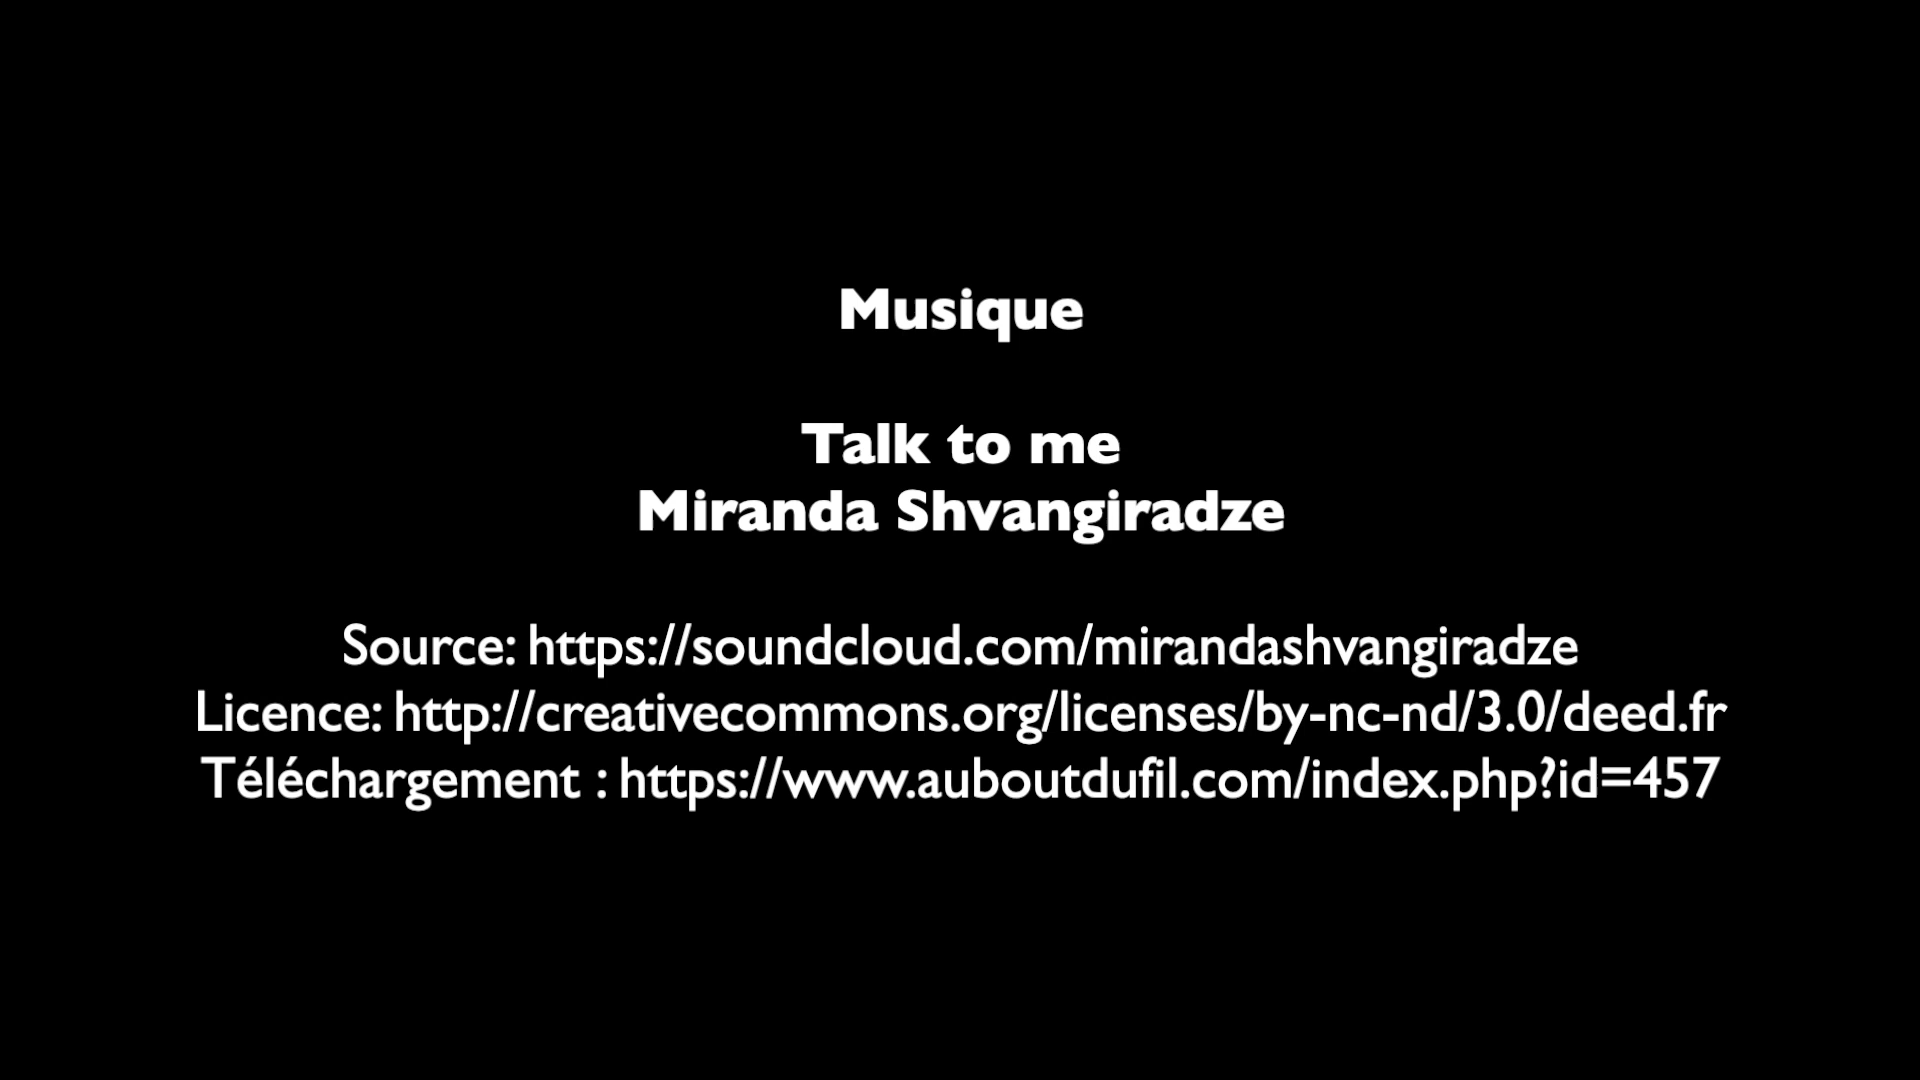 Musique
Talk to me
Miranda Shvangiradze
Source: https://soundcloud.com/mirandashvangiradze
Licence: http://creativecommons.org/licenses/by-nc-nd/3.0/deed.fr
Téléchargement : https://www.auboutdufil.com/index.php?id=457